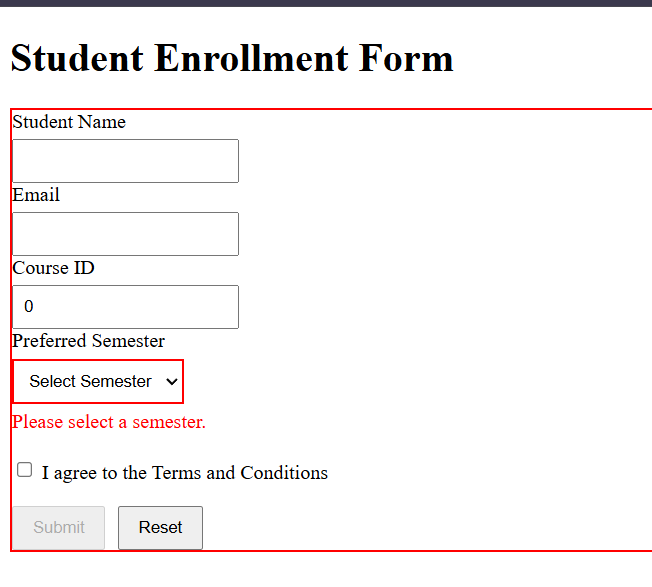 Student Enrollment Form
Student Name
Email
Course ID
0
Preferred Semester
Select Semester
Please select a semester.
I agree to the Terms and Conditions
Submit Reset